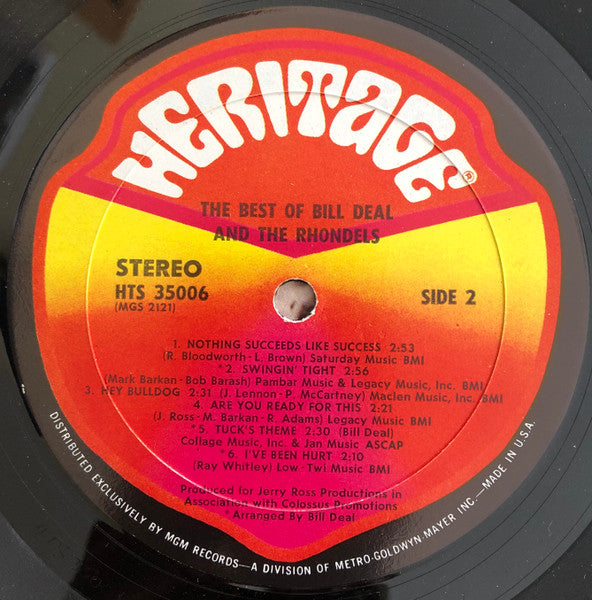 HERITAGE®
THE BEST OF BILL DEAL
AND THE RHONDELS
STEREO
HTS 35006
(MGS 2121)
SIDE 2
1. NOTHING SUCCEEDS LIKE SUCCESS 2:53
(R. Bloodworth - L. Brown) Saturday Music BMI
*2. SWINGIN' TIGHT 2:56
(Mark Barkan - Bob Barash) Pambar Music & Legacy Music, Inc. BMI
3. HEY BULLDOG 2:31 (J. Lennon - P. McCartney) Maclen Music, Inc. BMI
4. ARE YOU READY FOR THIS 2:21
(J. Ross - M. Barkan - R. Adams) Legacy Music BMI
*5. TUCK'S THEME 2:30 (Bill Deal)
Collage Music, Inc. & Jan Music ASCAP
*6. I'VE BEEN HURT 2:10
(Ray Whitley) Low - Twi Music BMI
Produced for Jerry Ross Productions in
Association with Colossus Promotions
*Arranged By Bill Deal
DISTRIBUTED EXCLUSIVELY BY MGM RECORDS—A DIVISION OF METRO-GOLDWYN-MAYER INC.—MADE IN U.S.A.